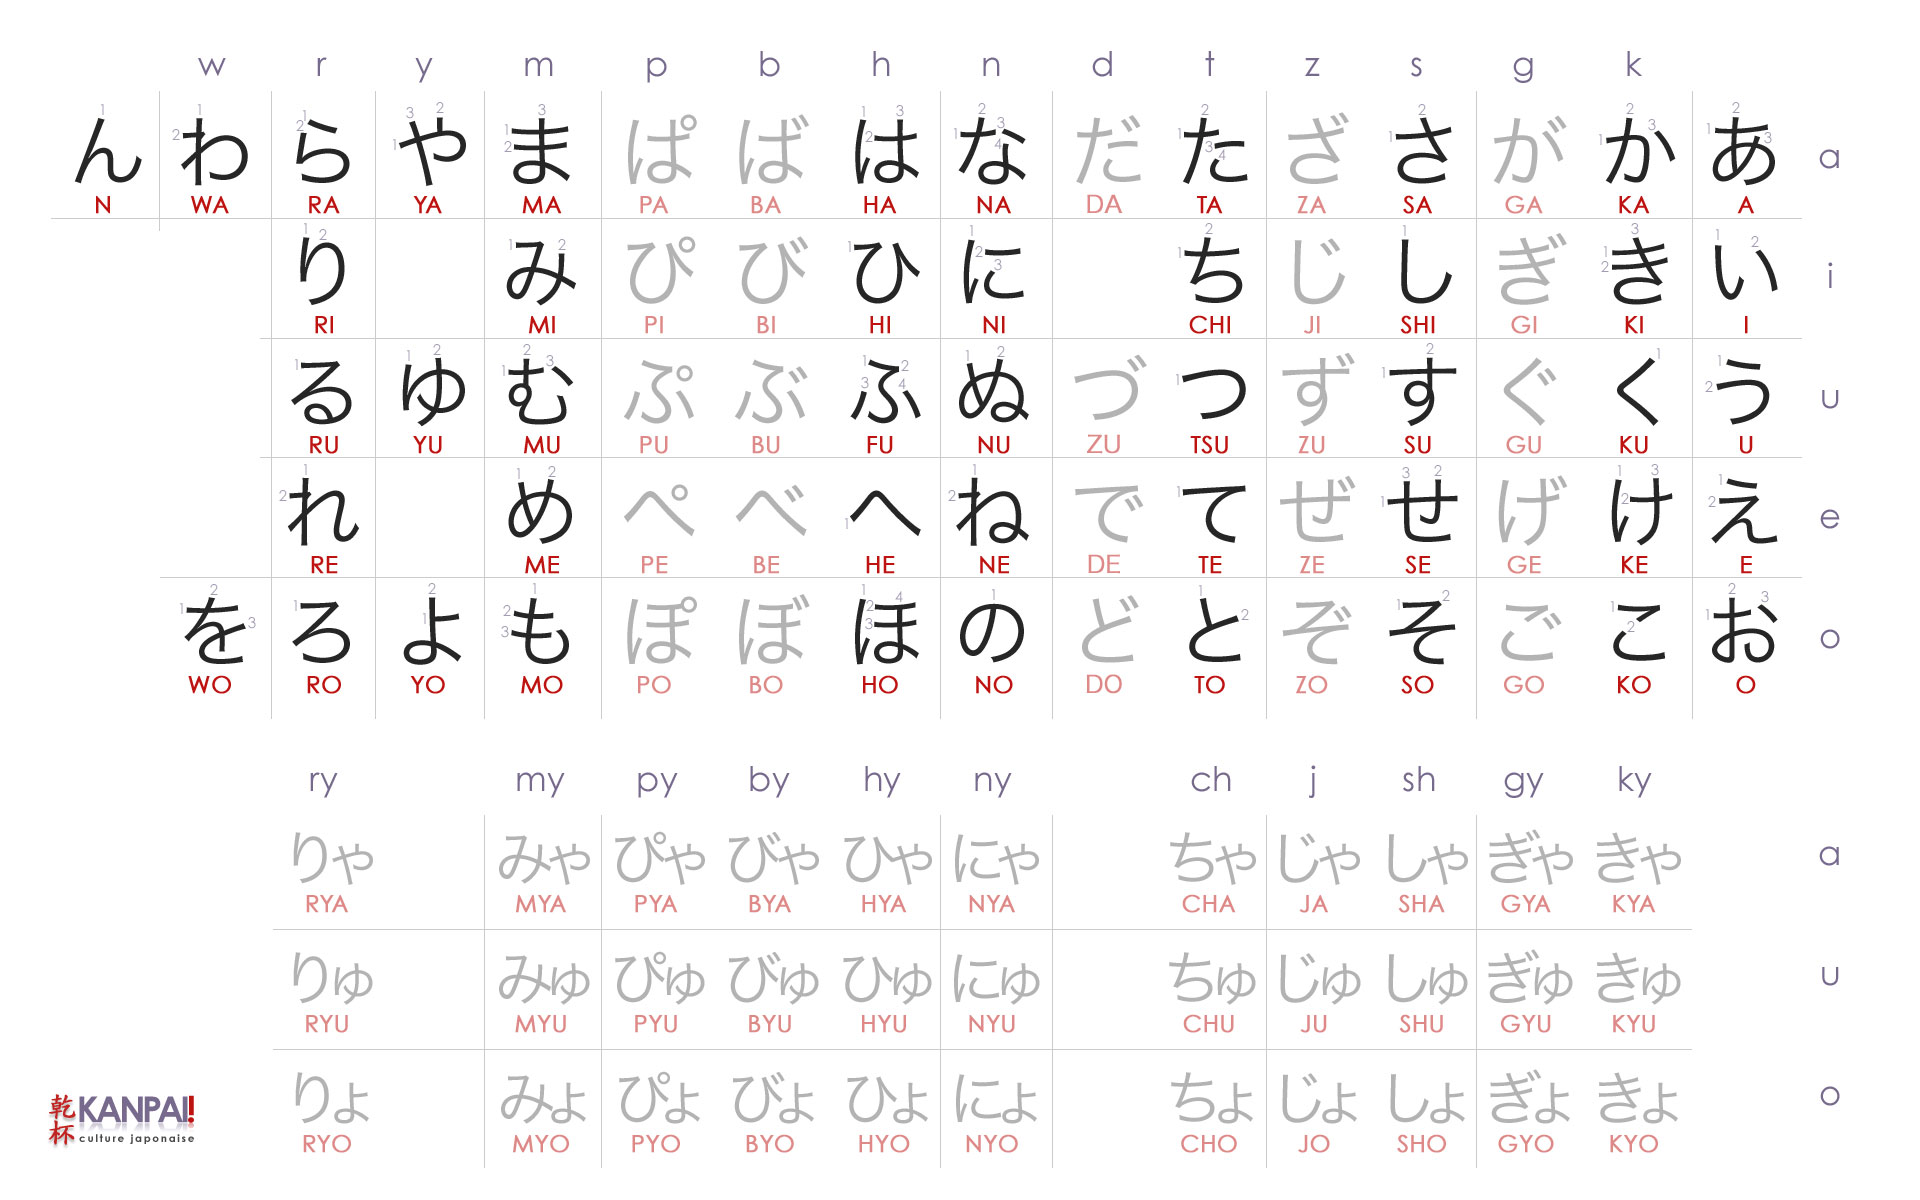 w r y m p b h n d t z s g k
ん わ ら や ま ぱ ば は な だ た ざ さ が か あ a
N WA RA YA MA PA BA HA NA DA TA ZA SA GA KA A
り み ぴ び ひ に ち じ し ぎ き い i
RI MI PI BI HI NI CHI JI SHI GI KI I
る ゆ む ぷ ぶ ふ ぬ づ つ ず す ぐ く う u
RU YU MU PU BU FU NU ZU TSU ZU SU GU KU U
れ め ぺ べ へ ね で て ぜ せ げ け え e
RE ME PE BE HE NE DE TE ZE SE GE KE E
を ろ よ も ぽ ぼ ほ の ど と ぞ そ ご こ お o
WO RO YO MO PO BO HO NO DO TO ZO SO GO KO O
ry my py by hy ny ch j sh gy ky
りゃ みゃ ぴゃ びゃ ひゃ にゃ ちゃ じゃ しゃ ぎゃ きゃ a
RYA MYA PYA BYA HYA NYA CHA JA SHA GYA KYA
りゅ みゅ ぴゅ びゅ ひゅ にゅ ちゅ じゅ しゅ ぎゅ きゅ u
RYU MYU PYU BYU HYU NYU CHU JU SHU GYU KYU
りょ みょ ぴょ びょ ひょ にょ ちょ じょ しょ ぎょ きょ o
RYO MYO PYO BYO HYO NYO CHO JO SHO GYO KYO
乾杯 KANPAI!
culture japonaise